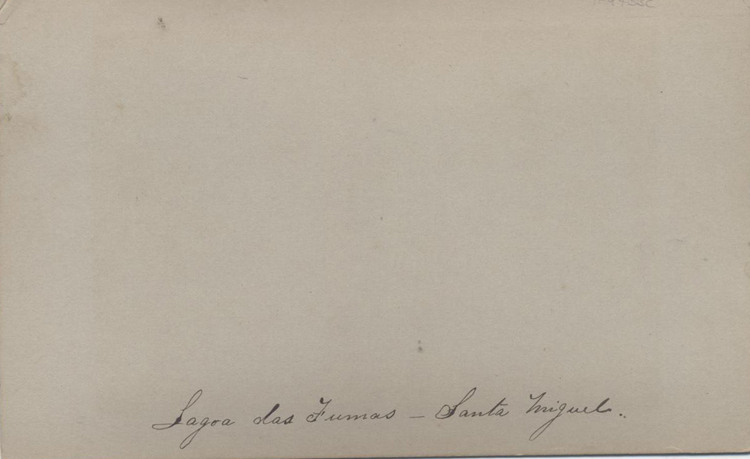 Lagoa das Furnas – Santa Miguel.